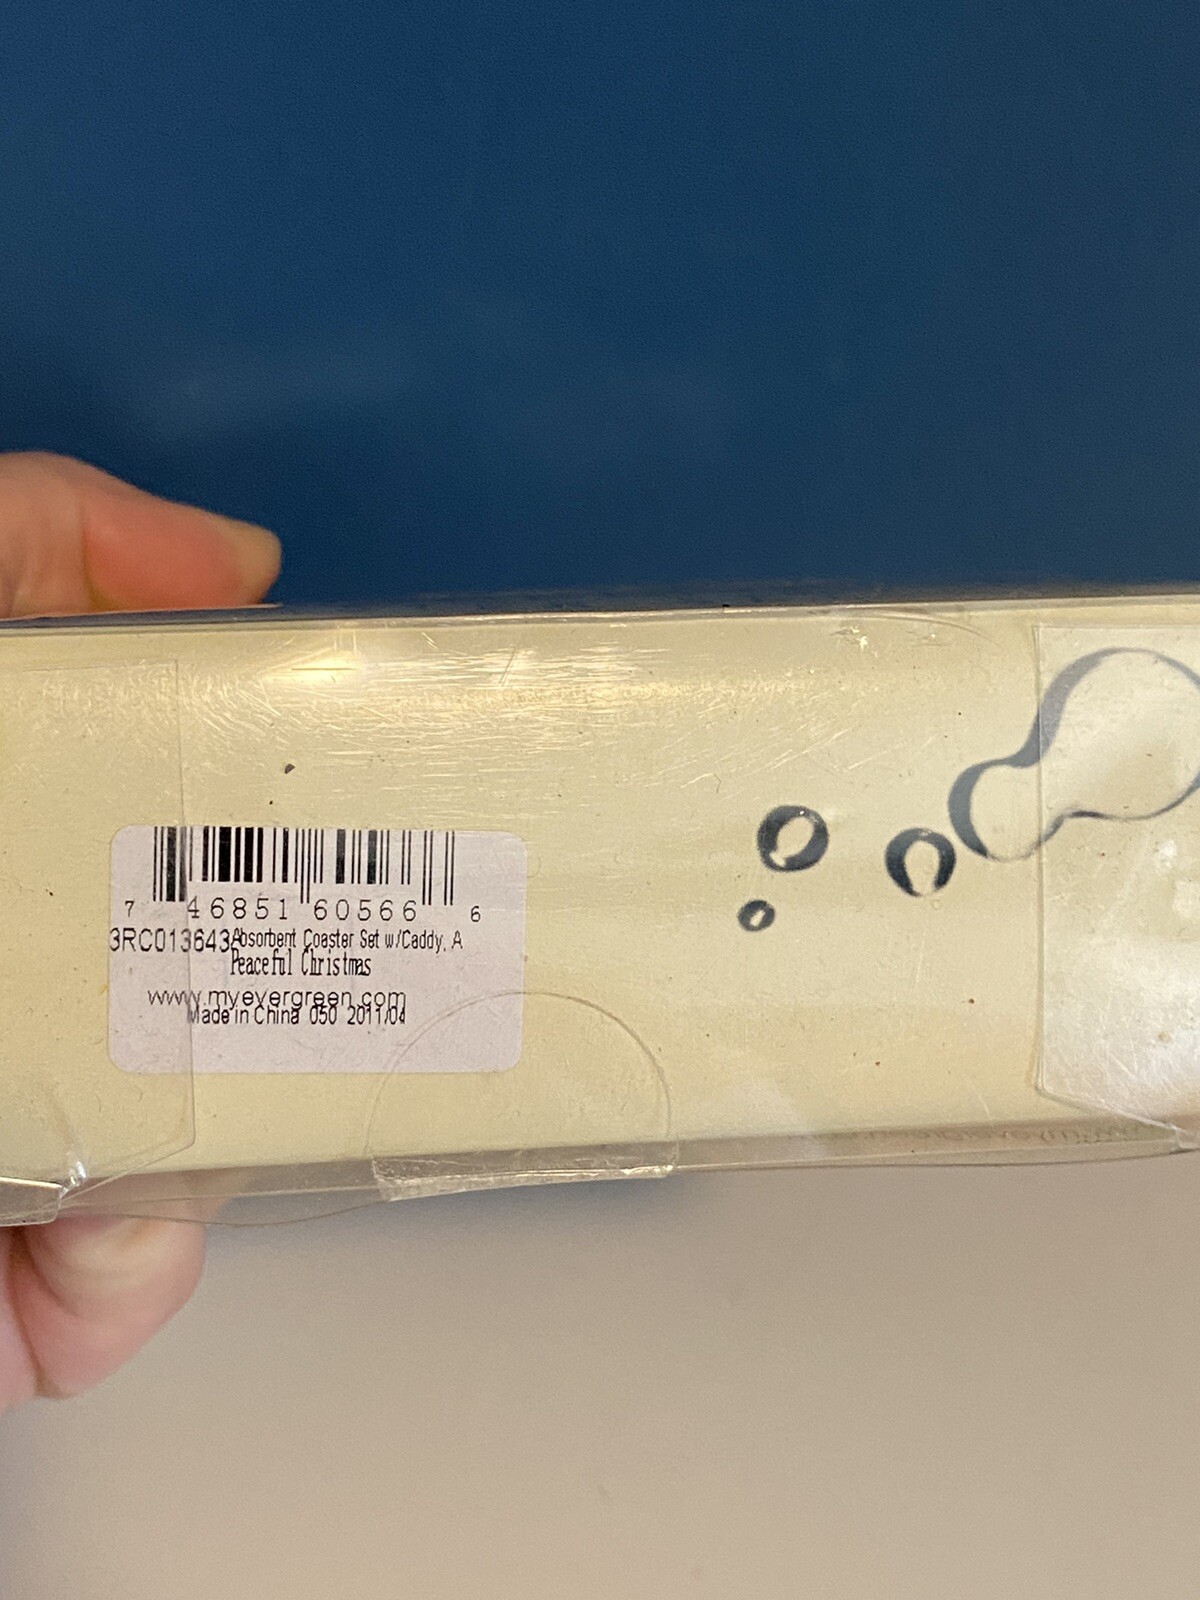 7 46851 60566 6
3RC013643 Absorbent Coaster Set w/Caddy, A
Peaceful Christmas
www.myevergreen.com
Made in China 050 2011/04